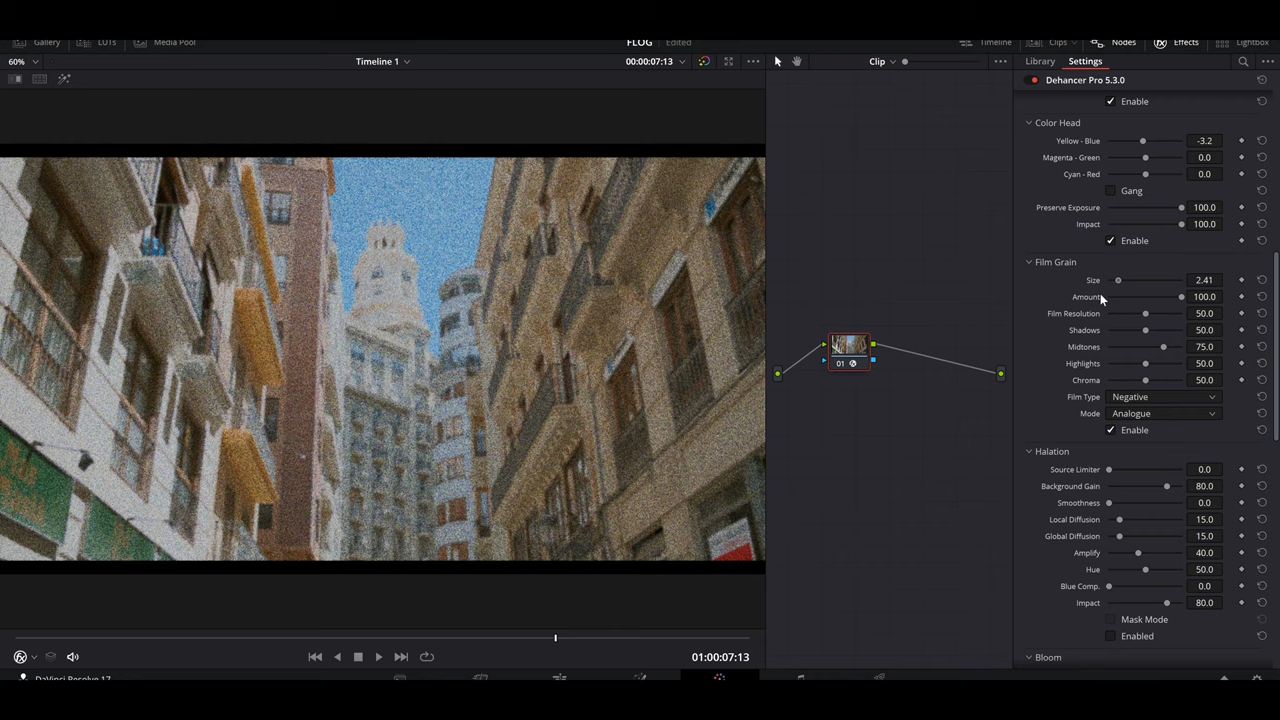 Gallery LUTs Media Pool FLOG Edited Timeline Clips Nodes Effects Lightbox
60% Timeline 1 00:00:07:13 Clip Library Settings
Dehancer Pro 5.3.0
Enable
Color Head
Yellow - Blue -3.2
Magenta - Green 0.0
Cyan - Red 0.0
Gang
Preserve Exposure 100.0
Impact 100.0
Enable
Film Grain
Size 2.41
Amount 100.0
Film Resolution 50.0
Shadows 50.0
Midtones 75.0
Highlights 50.0
Chroma 50.0
Film Type Negative
Mode Analogue
Enable
01
Halation
Source Limiter 0.0
Background Gain 80.0
Smoothness 0.0
Local Diffusion 15.0
Global Diffusion 15.0
Amplify 40.0
Hue 50.0
Blue Comp. 0.0
Impact 80.0
Mask Mode
Enabled
Bloom
01:00:07:13
DaVinci Resolve 17